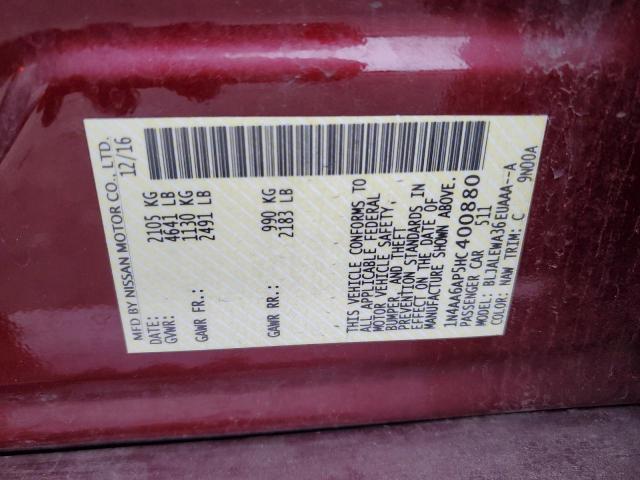 MFD BY NISSAN MOTOR CO., LTD.
DATE: 12/16
GVWR: 2105 KG
4641 LB
GAWR FR: 1130 KG
2491 LB
GAWR RR: 990 KG
2183 LB
THIS VEHICLE CONFORMS TO
ALL APPLICABLE FEDERAL
MOTOR VEHICLE SAFETY,
BUMPER, AND THEFT
PREVENTION STANDARDS IN
EFFECT ON THE DATE OF
MANUFACTURE SHOWN ABOVE.
1N4AA6AP5HC400880
PASSENGER CAR 511
MODEL: BLJALEWA36EUAAA--A
COLOR: NAW TRIM: C 9N00A